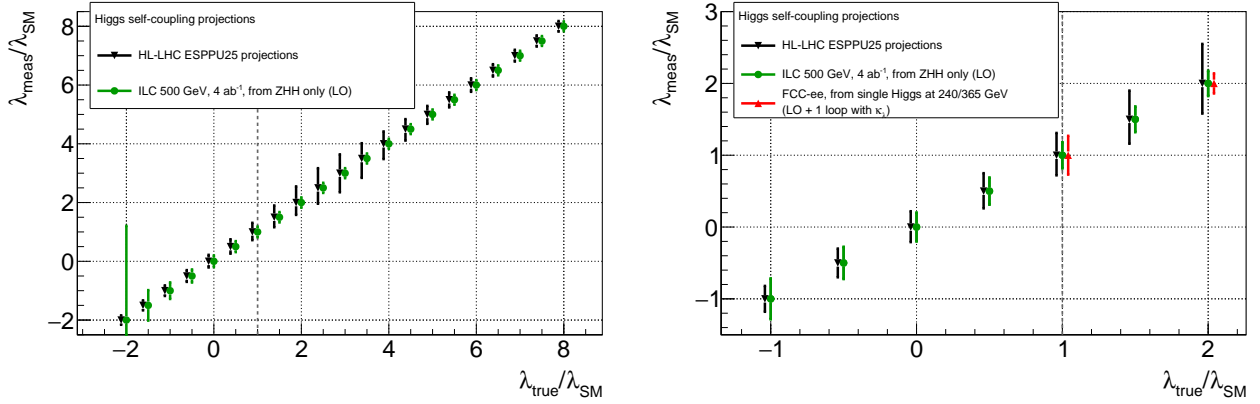 Higgs self-coupling projections
HL-LHC ESPPU25 projections
ILC 500 GeV, 4 ab⁻¹, from ZHH only (LO)
λmeas/λSM
8
6
4
2
0
−2
−2 0 2 4 6 8
λtrue/λSM
Higgs self-coupling projections
HL-LHC ESPPU25 projections
ILC 500 GeV, 4 ab⁻¹, from ZHH only (LO)
FCC-ee, from single Higgs at 240/365 GeV
(LO + 1 loop with κλ)
λmeas/λSM
3
2
1
0
−1
−1 0 1 2
λtrue/λSM